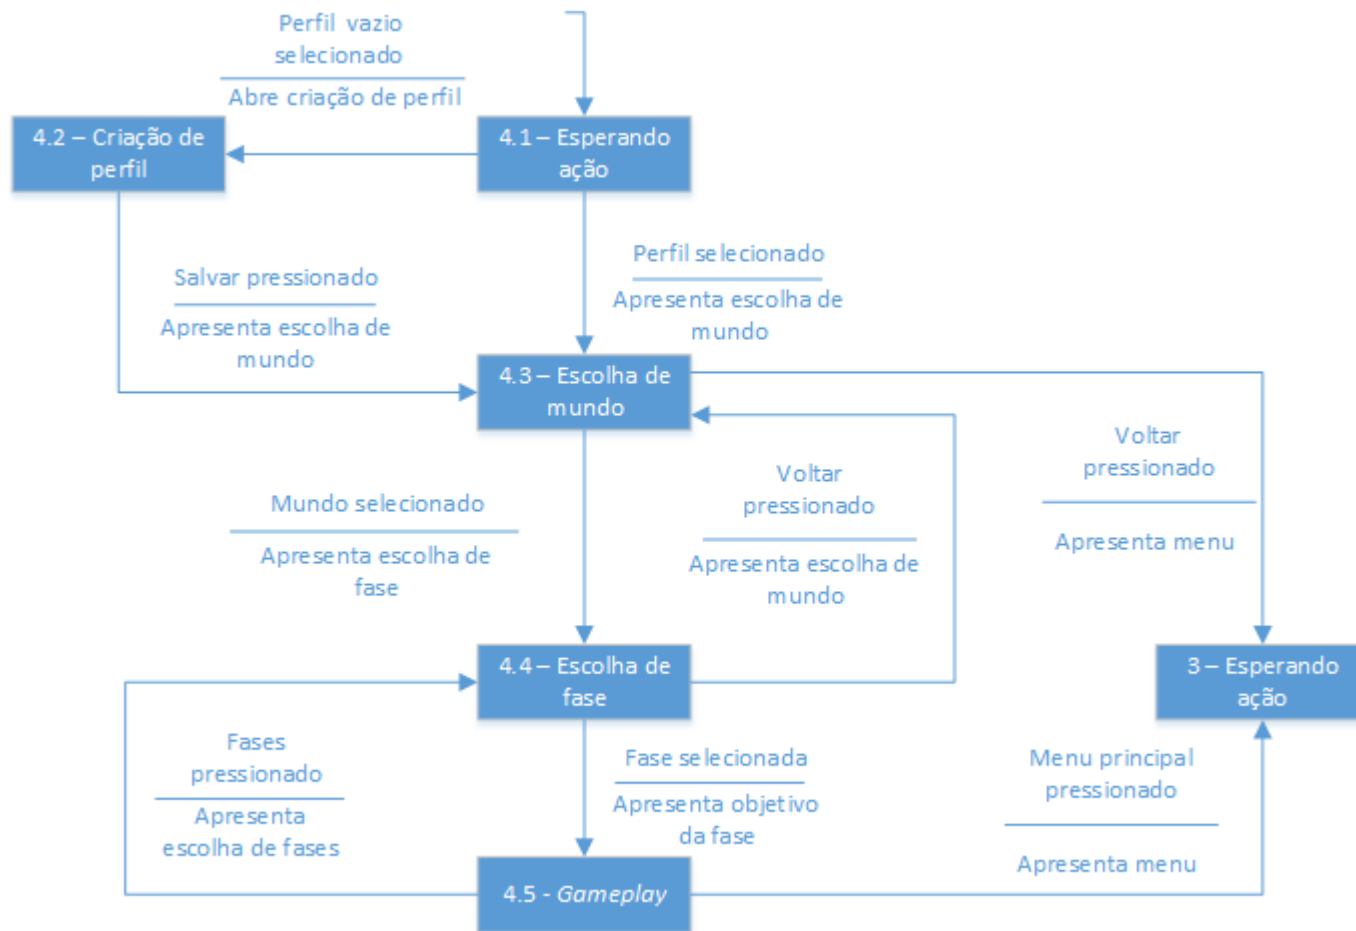 Perfil vazio
selecionado
Abre criação de perfil
4.2 – Criação de
perfil
4.1 – Esperando
ação
Salvar pressionado
Apresenta escolha de
mundo
Perfil selecionado
Apresenta escolha de
mundo
4.3 – Escolha de
mundo
Mundo selecionado
Apresenta escolha de
fase
Voltar
pressionado
Apresenta escolha de
mundo
Voltar
pressionado
Apresenta menu
4.4 – Escolha de
fase
3 – Esperando
ação
Fases
pressionado
Apresenta
escolha de fases
Fase selecionada
Apresenta objetivo
da fase
Menu principal
pressionado
Apresenta menu
4.5 - Gameplay